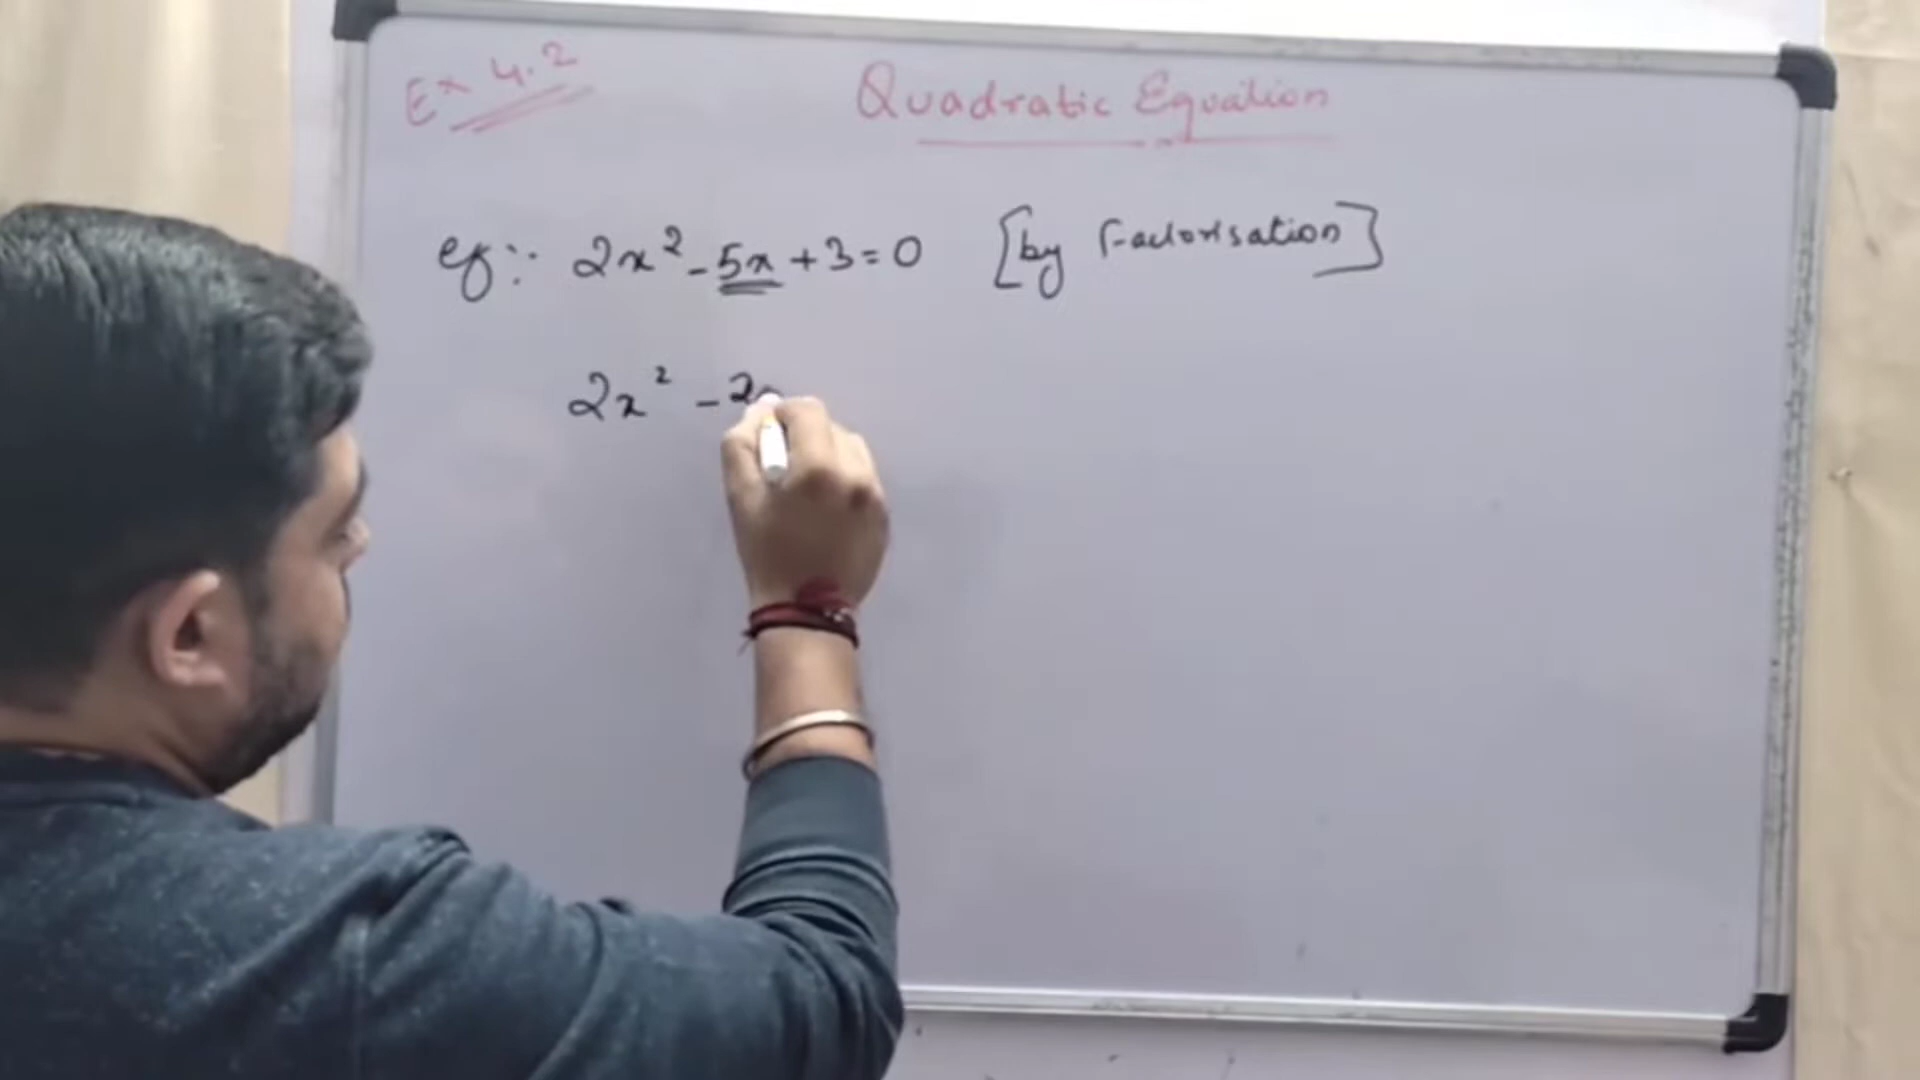 Ex 4.2
Quadratic Equation
eg:- 2x² - 5x + 3 = 0 [by Factorisation]
2x² - 2